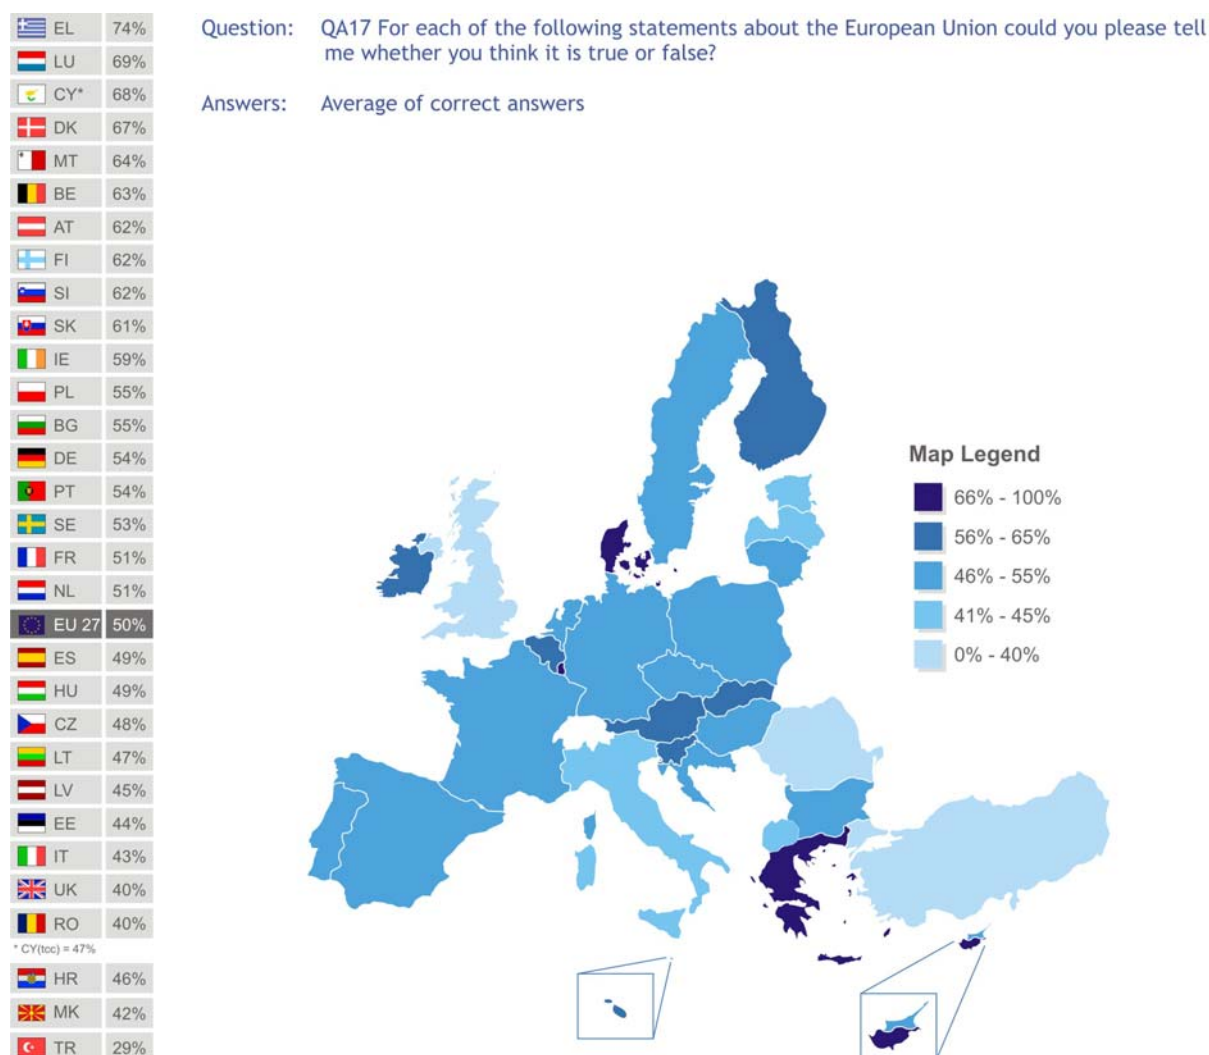 EL 74%
LU 69%
CY* 68%
DK 67%
MT 64%
BE 63%
AT 62%
FI 62%
SI 62%
SK 61%
IE 59%
PL 55%
BG 55%
DE 54%
PT 54%
SE 53%
FR 51%
NL 51%
EU 27 50%
ES 49%
HU 49%
CZ 48%
LT 47%
LV 45%
EE 44%
IT 43%
UK 40%
RO 40%
* CY(tcc) = 47%
HR 46%
MK 42%
TR 29%
Question: QA17 For each of the following statements about the European Union could you please tell
me whether you think it is true or false?
Answers: Average of correct answers
Map Legend
66% - 100%
56% - 65%
46% - 55%
41% - 45%
0% - 40%